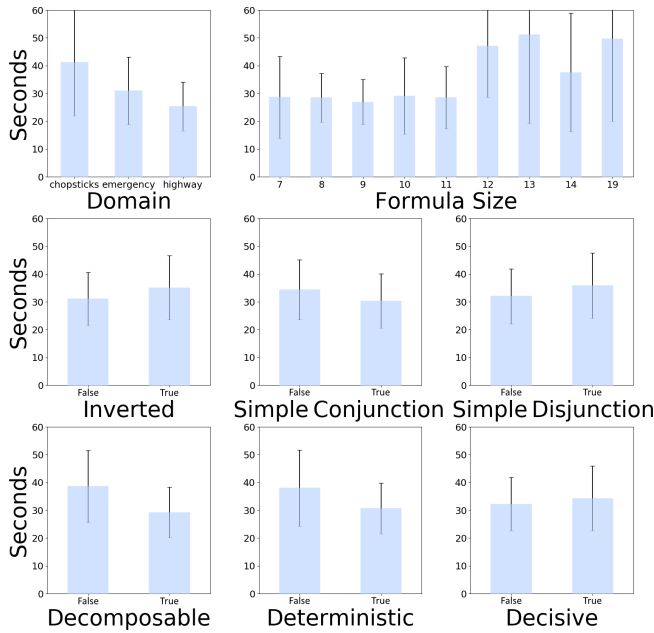 60
50
40
30
20
10
0
Seconds
chopsticks emergency highway
Domain
60
50
40
30
20
10
0
7 8 9 10 11 12 13 14 19
Formula Size
60
50
40
30
20
10
0
Seconds
False True
Inverted
60
50
40
30
20
10
0
False True
Simple Conjunction
60
50
40
30
20
10
0
False True
Simple Disjunction
60
50
40
30
20
10
0
Seconds
False True
Decomposable
60
50
40
30
20
10
0
False True
Deterministic
60
50
40
30
20
10
0
False True
Decisive